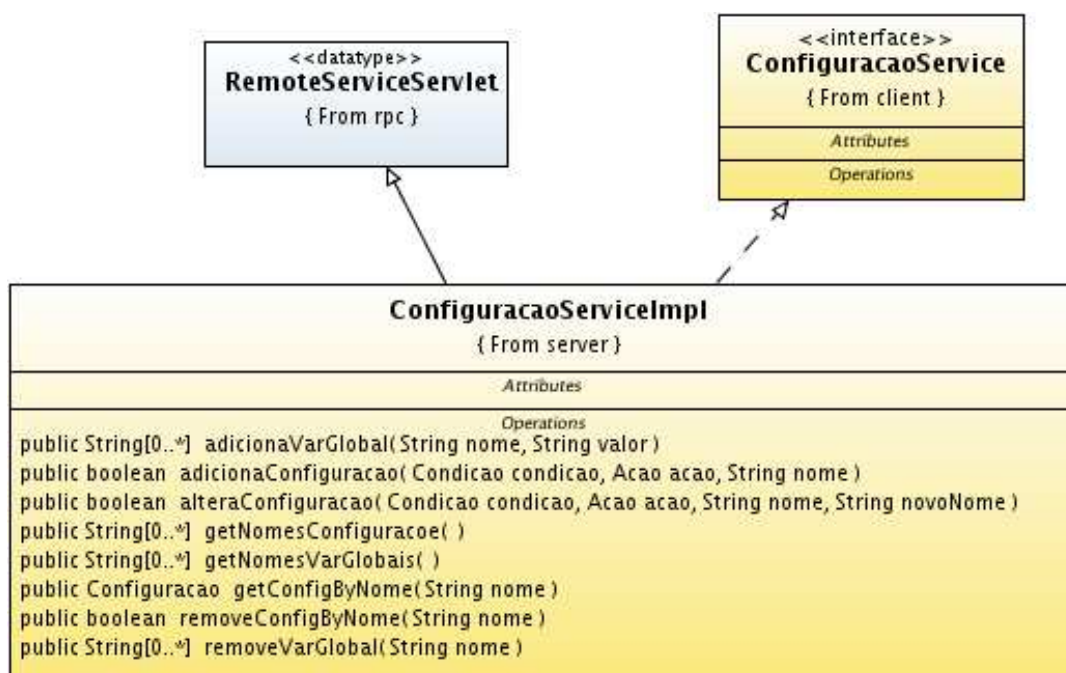 <<datatype>>
RemoteServiceServlet
{ From rpc }
<<interface>>
ConfiguracaoService
{ From client }
Attributes
Operations
ConfiguracaoServiceImpl
{ From server }
Attributes
Operations
public String[0..*] adicionaVarGlobal( String nome, String valor )
public boolean adicionaConfiguracao( Condicao condicao, Acao acao, String nome )
public boolean alteraConfiguracao( Condicao condicao, Acao acao, String nome, String novoNome )
public String[0..*] getNomesConfiguracoe( )
public String[0..*] getNomesVarGlobais( )
public Configuracao getConfigByNome( String nome )
public boolean removeConfigByNome( String nome )
public String[0..*] removeVarGlobal( String nome )